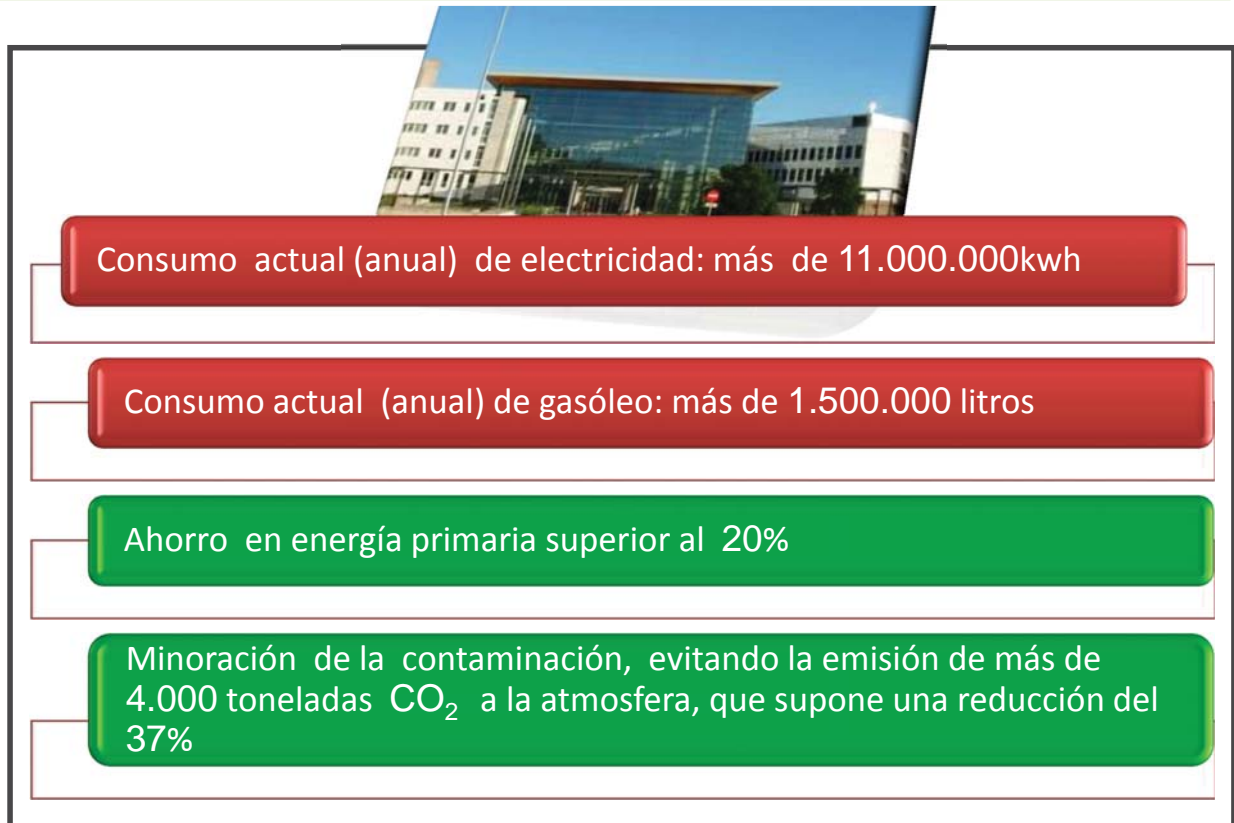 Consumo actual (anual) de electricidad: más de 11.000.000kwh
Consumo actual (anual) de gasóleo: más de 1.500.000 litros
Ahorro en energía primaria superior al 20%
Minoración de la contaminación, evitando la emisión de más de
4.000 toneladas CO₂ a la atmosfera, que supone una reducción del
37%